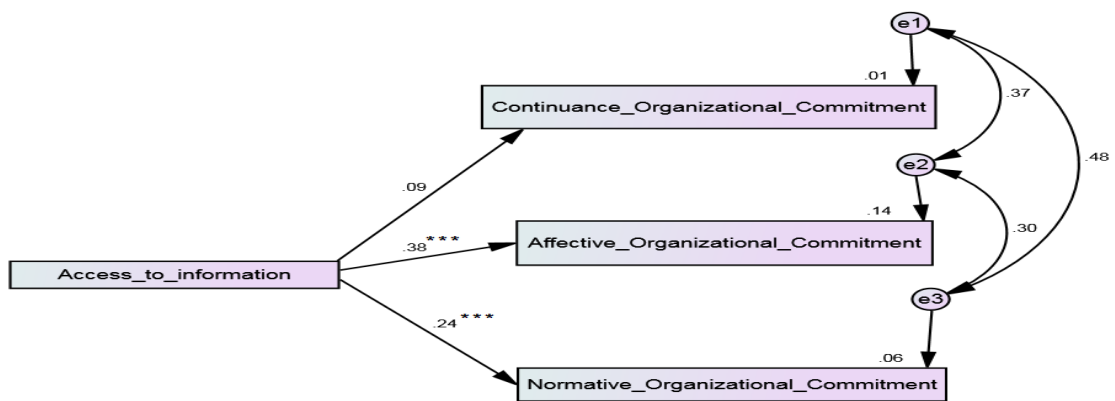 e1
.01
Continuance_Organizational_Commitment
.37
e2
.48
.09
.14
Affective_Organizational_Commitment
.38***
.30
Access_to_information
e3
.24***
.06
Normative_Organizational_Commitment